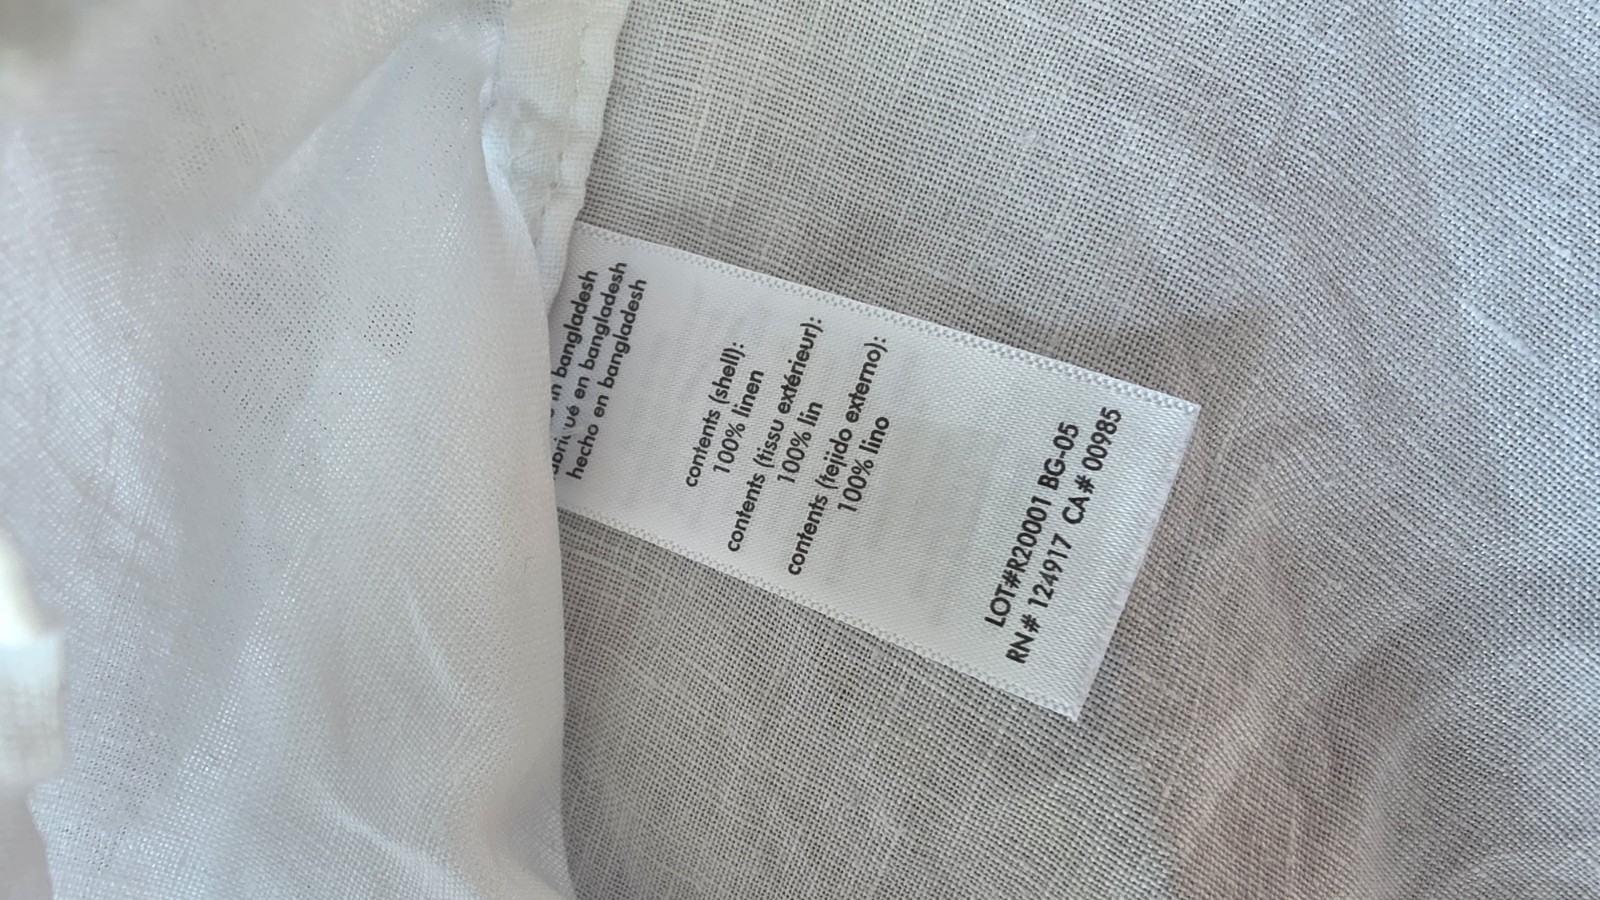 in bangladesh
en bangladesh
hecho en bangladesh
contents (shell):
100% linen
contents (tissu extérieur):
100% lin
contents (tejido externo):
100% lino
LOT#R20001 BG-05
RN# 124917 CA# 00985